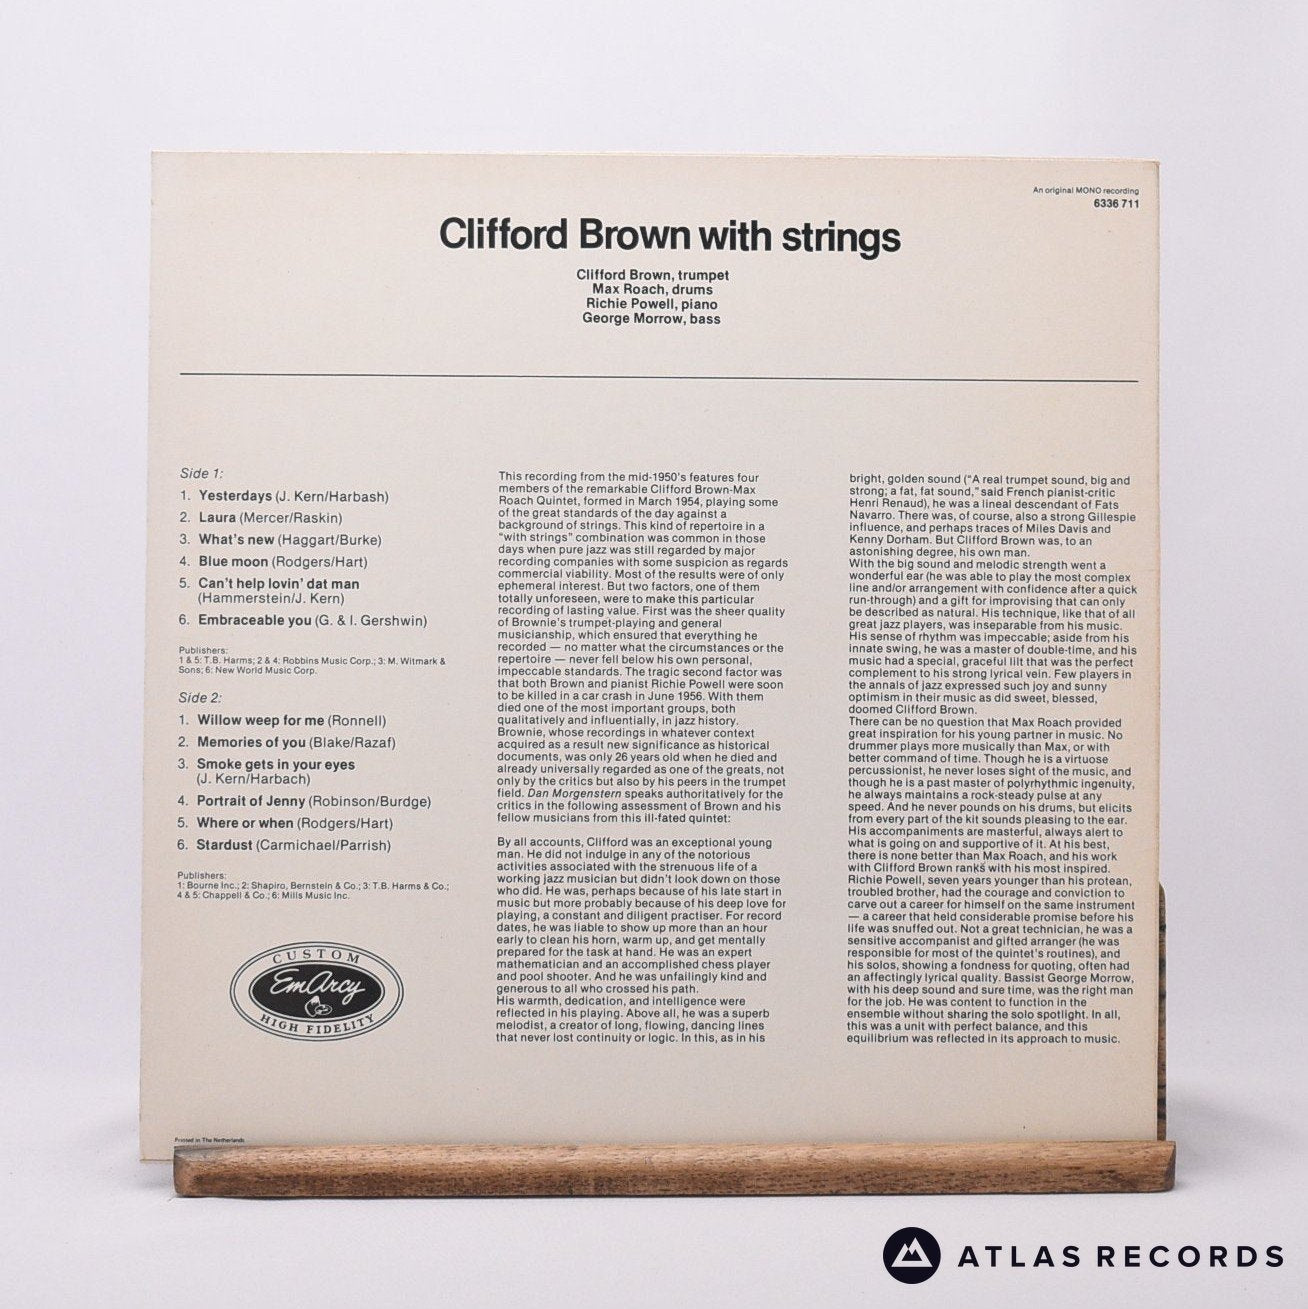 An original MONO recording
6336 711
Clifford Brown with strings
Clifford Brown, trumpet
Max Roach, drums
Richie Powell, piano
George Morrow, bass
Side 1:
1. Yesterdays (J. Kern/Harbash)
2. Laura (Mercer/Raskin)
3. What's new (Haggart/Burke)
4. Blue moon (Rodgers/Hart)
5. Can't help lovin' dat man
(Hammerstein/J. Kern)
6. Embraceable you (G. & I. Gershwin)
Publishers:
1 & 5: T.B. Harms; 2 & 4: Robbins Music Corp.; 3: M. Witmark &
Sons; 6: New World Music Corp.
Side 2:
1. Willow weep for me (Ronnell)
2. Memories of you (Blake/Razaf)
3. Smoke gets in your eyes
(J. Kern/Harbach)
4. Portrait of Jenny (Robinson/Burdge)
5. Where or when (Rodgers/Hart)
6. Stardust (Carmichael/Parrish)
Publishers:
1: Bourne Inc.; 2: Shapiro, Bernstein & Co.; 3: T.B. Harms & Co.;
4 & 5: Chappell & Co.; 6: Mills Music Inc.
CUSTOM
EmArcy
HIGH FIDELITY
Printed in The Netherlands
This recording from the mid-1950's features four
members of the remarkable Clifford Brown-Max
Roach Quintet, formed in March 1954, playing some
of the great standards of the day against a
background of strings. This kind of repertoire in a
"with strings" combination was common in those
days when pure jazz was still regarded by major
recording companies with some suspicion as regards
commercial viability. Most of the results were of only
ephemeral interest. But two factors, one of them
totally unforeseen, were to make this particular
recording of lasting value. First was the sheer quality
of Brownie's trumpet-playing and general
musicianship, which ensured that everything he
recorded — no matter what the circumstances or the
repertoire — never fell below his own personal,
impeccable standards. The tragic second factor was
that both Brown and pianist Richie Powell were soon
to be killed in a car crash in June 1956. With them
died one of the most important groups, both
qualitatively and influentially, in jazz history.
Brownie, whose recordings in whatever context
acquired as a result new significance as historical
documents, was only 26 years old when he died and
already universally regarded as one of the greats, not
only by the critics but also by his peers in the trumpet
field. Dan Morgenstern speaks authoritatively for the
critics in the following assessment of Brown and his
fellow musicians from this ill-fated quintet:
By all accounts, Clifford was an exceptional young
man. He did not indulge in any of the notorious
activities associated with the strenuous life of a
working jazz musician but didn't look down on those
who did. He was, perhaps because of his late start in
music but more probably because of his deep love for
playing, a constant and diligent practiser. For record
dates, he was liable to show up more than an hour
early to clean his horn, warm up, and get mentally
prepared for the task at hand. He was an expert
mathematician and an accomplished chess player
and pool shooter. And he was unfailingly kind and
generous to all who crossed his path.
His warmth, dedication, and intelligence were
reflected in his playing. Above all, he was a superb
melodist, a creator of long, flowing, dancing lines
that never lost continuity or logic. In this, as in his
bright, golden sound ("A real trumpet sound, big and
strong; a fat, fat sound," said French pianist-critic
Henri Renaud), he was a lineal descendant of Fats
Navarro. There was, of course, also a strong Gillespie
influence, and perhaps traces of Miles Davis and
Kenny Dorham. But Clifford Brown was, to an
astonishing degree, his own man.
With the big sound and melodic strength went a
wonderful ear (he was able to play the most complex
line and/or arrangement with confidence after a quick
run-through) and a gift for improvising that can only
be described as natural. His technique, like that of all
great jazz players, was inseparable from his music.
His sense of rhythm was impeccable; aside from his
innate swing, he was a master of double-time, and his
music had a special, graceful lilt that was the perfect
complement to his strong lyrical vein. Few players in
the annals of jazz expressed such joy and sunny
optimism in their music as did sweet, blessed,
doomed Clifford Brown.
There can be no question that Max Roach provided
great inspiration for his young partner in music. No
drummer plays more musically than Max, or with
better command of time. Though he is a virtuose
percussionist, he never loses sight of the music, and
though he is a past master of polyrhythmic ingenuity,
he always maintains a rock-steady pulse at any
speed. And he never pounds on his drums, but elicits
from every part of the kit sounds pleasing to the ear.
His accompaniments are masterful, always alert to
what is going on and supportive of it. At his best,
there is none better than Max Roach, and his work
with Clifford Brown ranks with his most inspired.
Richie Powell, seven years younger than his protean,
troubled brother, had the courage and conviction to
carve out a career for himself on the same instrument
— a career that held considerable promise before his
life was snuffed out. Not a great technician, he was a
sensitive accompanist and gifted arranger (he was
responsible for most of the quintet's routines), and
his solos, showing a fondness for quoting, often had
an affectingly lyrical quality. Bassist George Morrow,
with his deep sound and sure time, was the right man
for the job. He was content to function in the
ensemble without sharing the solo spotlight. In all,
this was a unit with perfect balance, and this
equilibrium was reflected in its approach to music.
ATLAS RECORDS